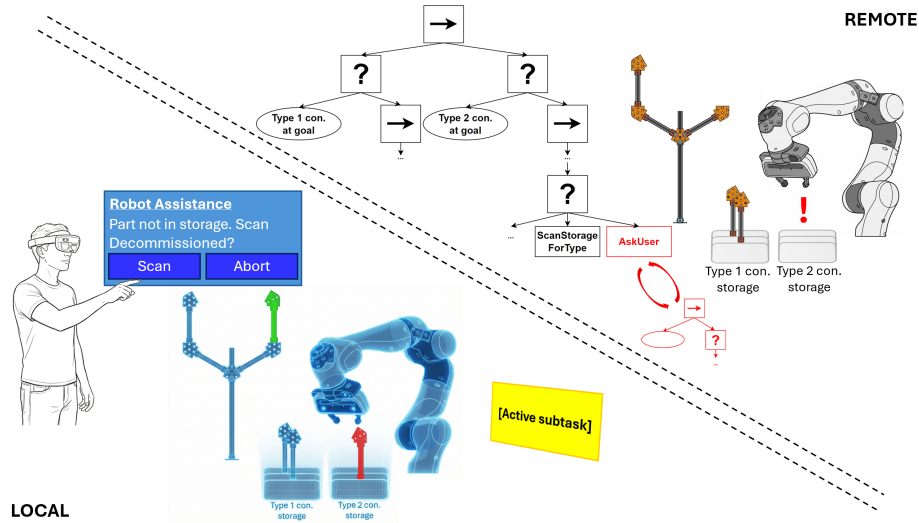 REMOTE
→
?
?
Type 1 con.
at goal
→
Type 2 con.
at goal
→
...
...
?
...
ScanStorage
ForType
AskUser
!
Type 1 con.
storage
Type 2 con.
storage
→
?
...
Robot Assistance
Part not in storage. Scan
Decommissioned?
Scan
Abort
[Active subtask]
Type 1 con.
storage
Type 2 con.
storage
LOCAL